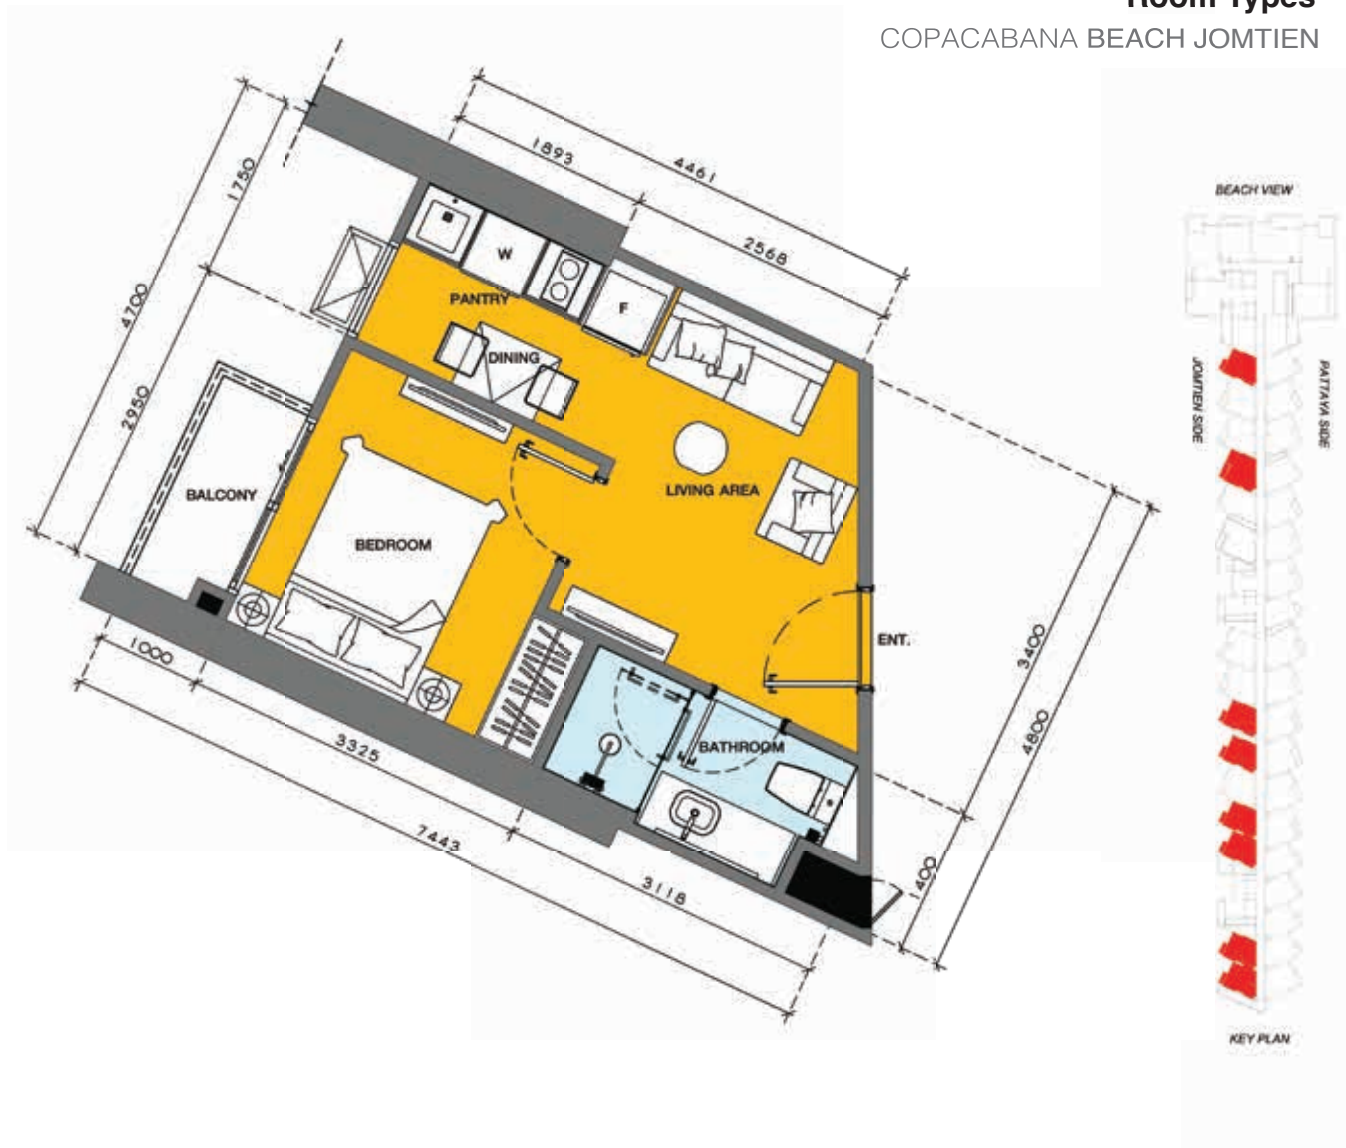 Room Types
COPACABANA BEACH JOMTIEN
1893
4461
2568
1750
4700
2950
W
PANTRY
F
DINING
LIVING AREA
BALCONY
BEDROOM
ENT.
BATHROOM
3400
4800
1400
1000
3325
7443
3118
BEACH VIEW
JOMTIEN SIDE
PATTAYA SIDE
KEY PLAN